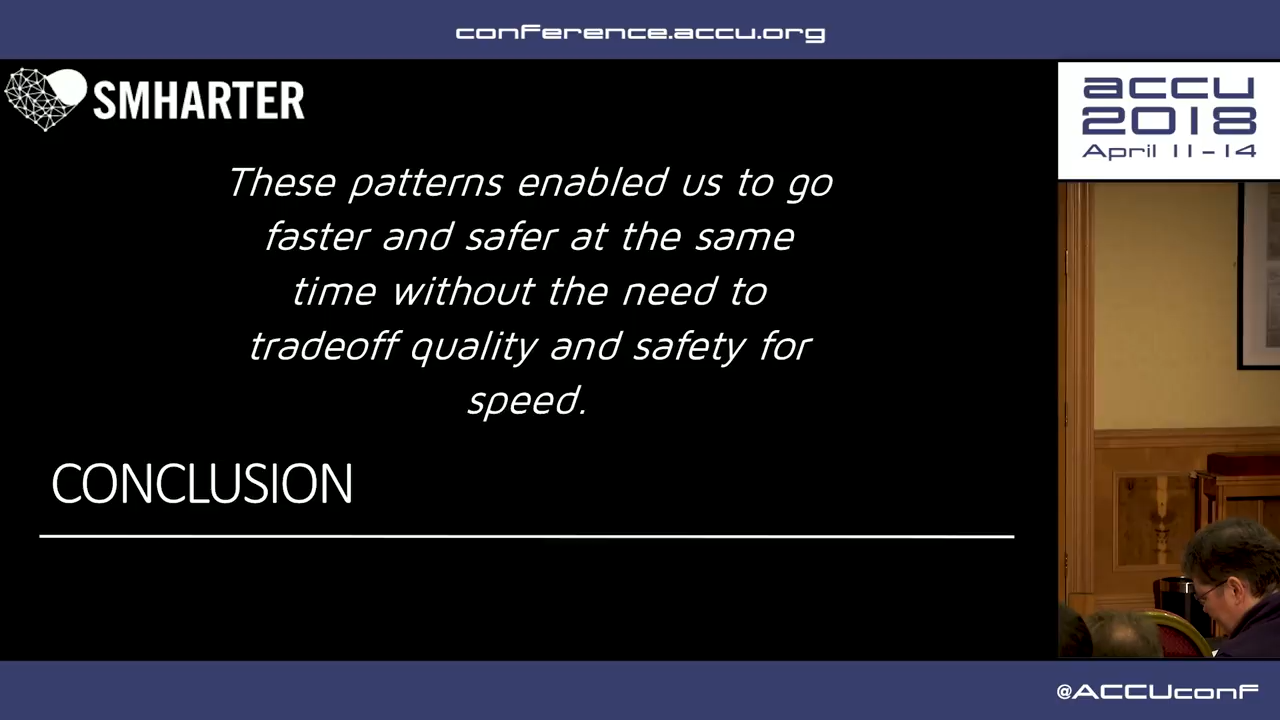 conference.accu.org
SMHARTER
accu
2018
April 11-14
These patterns enabled us to go
faster and safer at the same
time without the need to
tradeoff quality and safety for
speed.
CONCLUSION
@ACCUconf